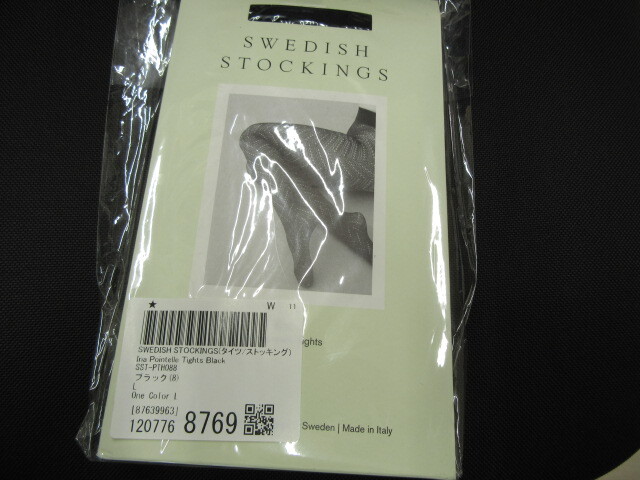 SWEDISH
STOCKINGS
★ W
SWEDISH STOCKINGS(タイツ/ストッキング)
Ina Pointelle Tights Black
SST-PTH088
ブラック(8)
L
One Color L
[87639963]
120776 8769
Sweden | Made in Italy